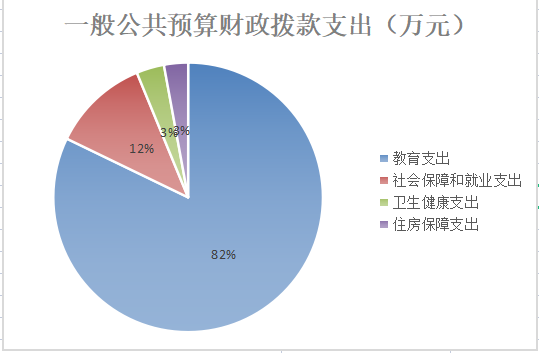 一般公共预算财政拨款支出（万元）
3%
3%
12%
82%
教育支出
社会保障和就业支出
卫生健康支出
住房保障支出